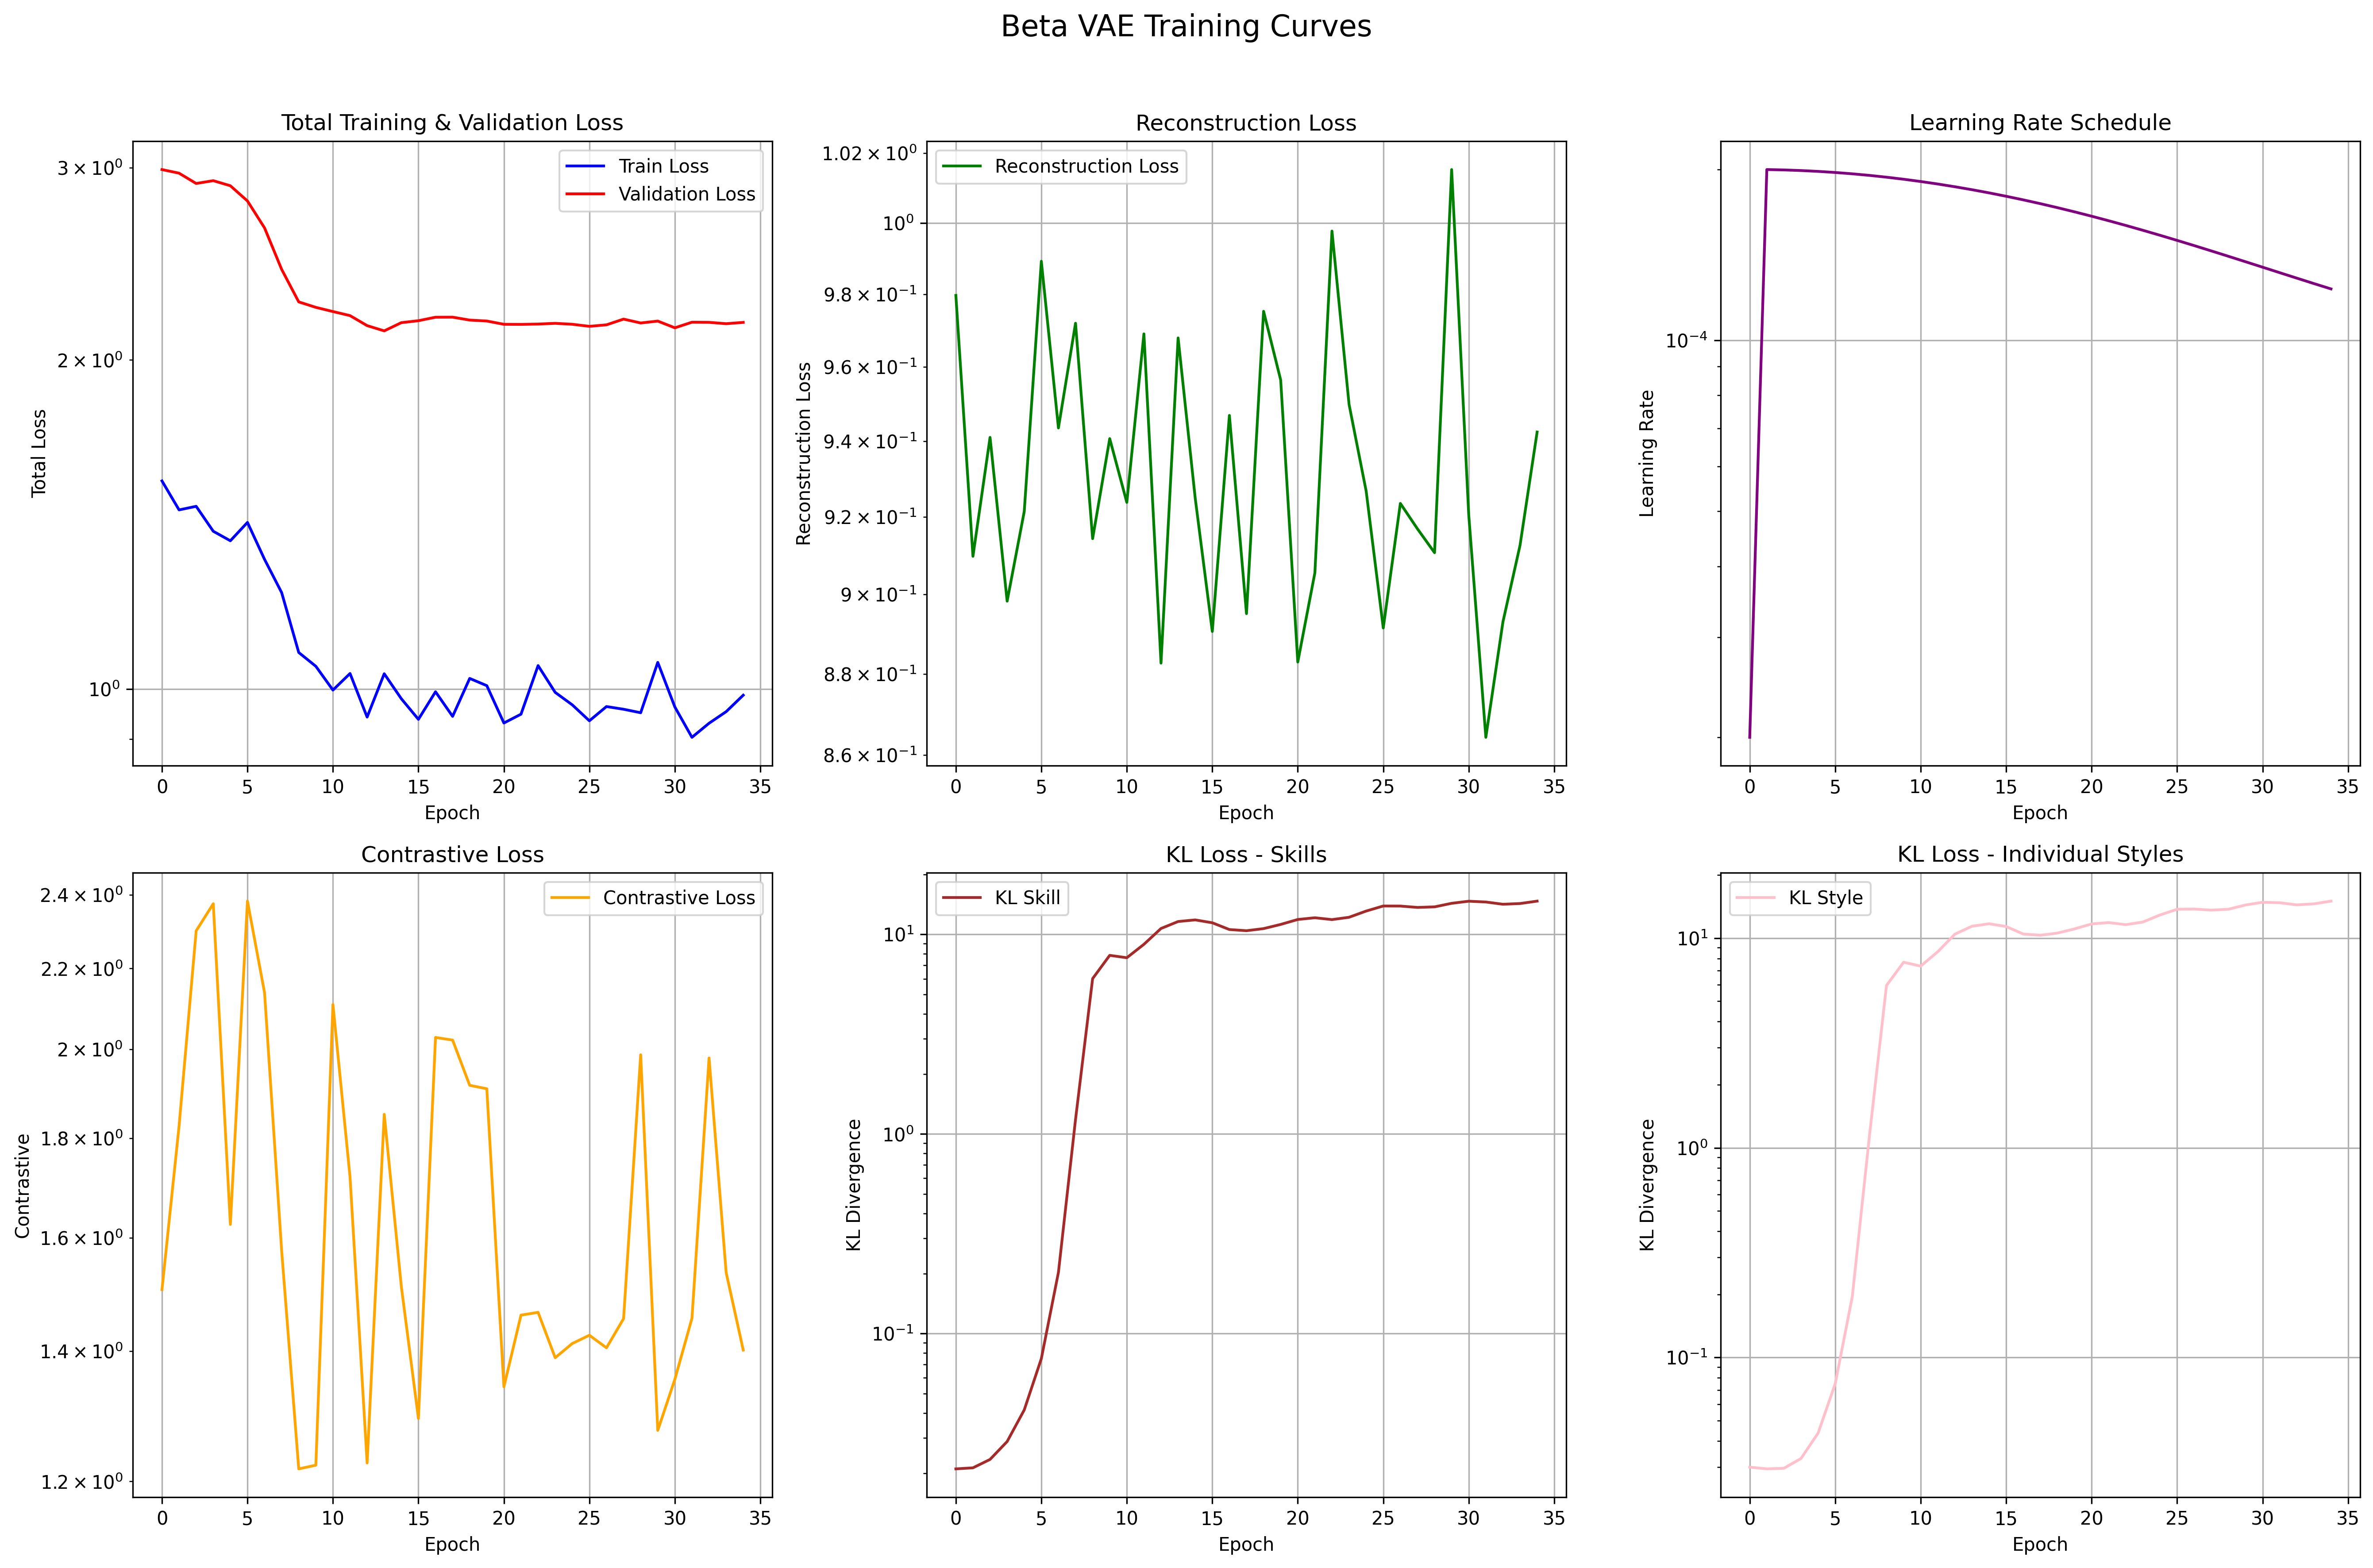 Beta VAE Training Curves
Total Training & Validation Loss
3 × 10⁰
2 × 10⁰
10⁰
Total Loss
Train Loss
Validation Loss
0 5 10 15 20 25 30 35
Epoch
Reconstruction Loss
1.02 × 10⁰
10⁰
9.8 × 10⁻¹
9.6 × 10⁻¹
9.4 × 10⁻¹
9.2 × 10⁻¹
9 × 10⁻¹
8.8 × 10⁻¹
8.6 × 10⁻¹
Reconstruction Loss
Reconstruction Loss
0 5 10 15 20 25 30 35
Epoch
Learning Rate Schedule
10⁻⁴
Learning Rate
0 5 10 15 20 25 30 35
Epoch
Contrastive Loss
2.4 × 10⁰
2.2 × 10⁰
2 × 10⁰
1.8 × 10⁰
1.6 × 10⁰
1.4 × 10⁰
1.2 × 10⁰
Contrastive
Contrastive Loss
0 5 10 15 20 25 30 35
Epoch
KL Loss - Skills
10¹
10⁰
10⁻¹
KL Divergence
KL Skill
0 5 10 15 20 25 30 35
Epoch
KL Loss - Individual Styles
10¹
10⁰
10⁻¹
KL Divergence
KL Style
0 5 10 15 20 25 30 35
Epoch